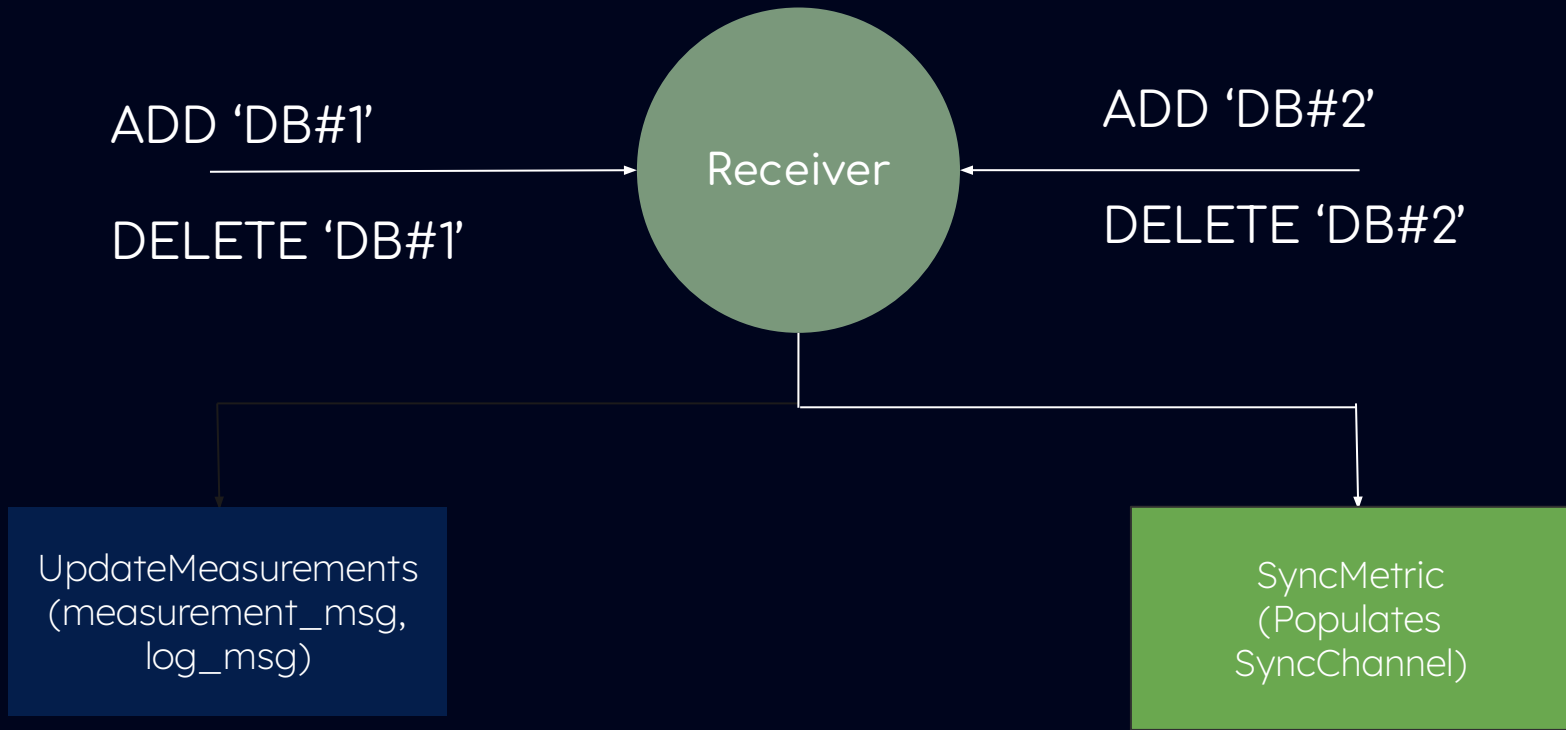 ADD ‘DB#1’
DELETE ‘DB#1’
Receiver
ADD ‘DB#2’
DELETE ‘DB#2’
UpdateMeasurements
(measurement_msg,
log_msg)
SyncMetric
(Populates
SyncChannel)